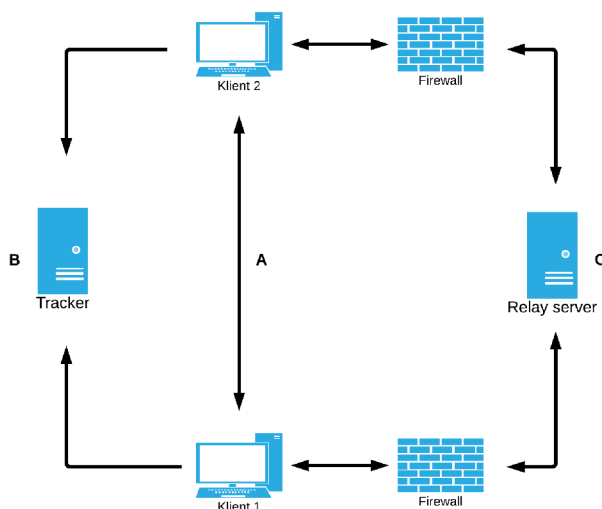 Klient 2
Firewall
B
A
C
Tracker
Relay server
Klient 1
Firewall